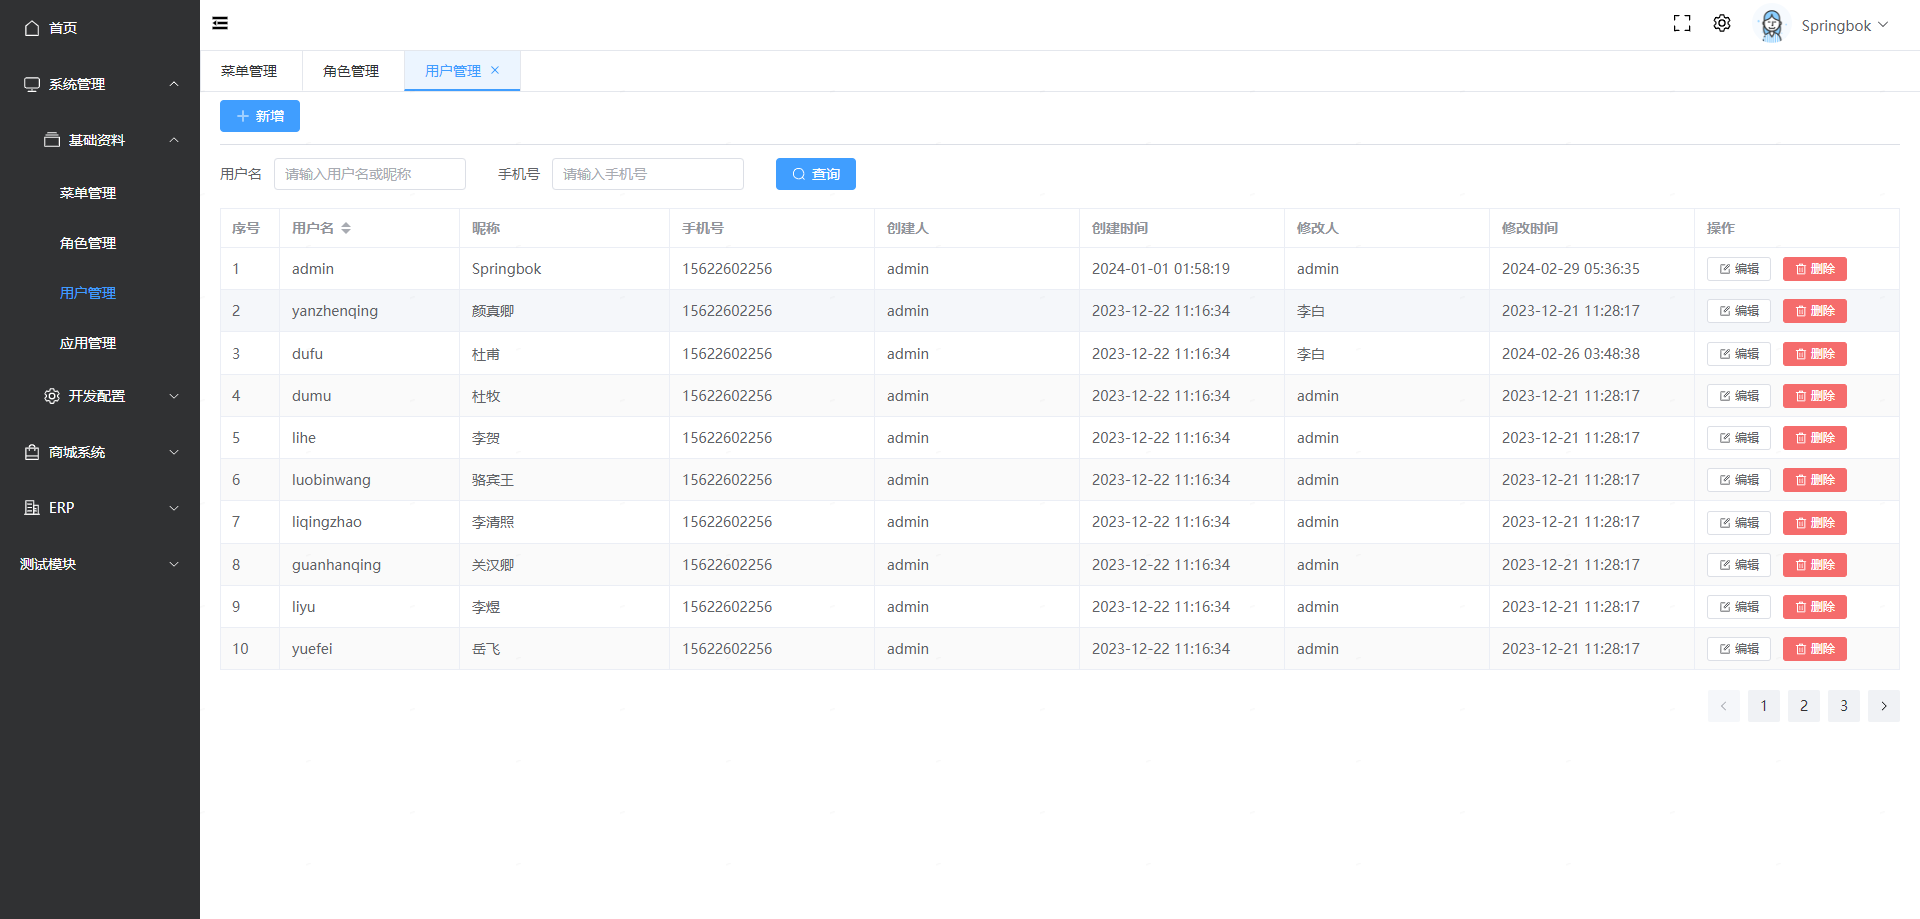 首页
系统管理
基础资料
菜单管理
角色管理
用户管理
应用管理
开发配置
商城系统
ERP
测试模块
Springbok
菜单管理 角色管理 用户管理
新增
用户名 请输入用户名或昵称 手机号 请输入手机号 查询
序号 用户名 昵称 手机号 创建人 创建时间 修改人 修改时间 操作
1 admin Springbok 15622602256 admin 2024-01-01 01:58:19 admin 2024-02-29 05:36:35 编辑 删除
2 yanzhenqing 颜真卿 15622602256 admin 2023-12-22 11:16:34 李白 2023-12-21 11:28:17 编辑 删除
3 dufu 杜甫 15622602256 admin 2023-12-22 11:16:34 李白 2024-02-26 03:48:38 编辑 删除
4 dumu 杜牧 15622602256 admin 2023-12-22 11:16:34 admin 2023-12-21 11:28:17 编辑 删除
5 lihe 李贺 15622602256 admin 2023-12-22 11:16:34 admin 2023-12-21 11:28:17 编辑 删除
6 luobinwang 骆宾王 15622602256 admin 2023-12-22 11:16:34 admin 2023-12-21 11:28:17 编辑 删除
7 liqingzhao 李清照 15622602256 admin 2023-12-22 11:16:34 admin 2023-12-21 11:28:17 编辑 删除
8 guanhanqing 关汉卿 15622602256 admin 2023-12-22 11:16:34 admin 2023-12-21 11:28:17 编辑 删除
9 liyu 李煜 15622602256 admin 2023-12-22 11:16:34 admin 2023-12-21 11:28:17 编辑 删除
10 yuefei 岳飞 15622602256 admin 2023-12-22 11:16:34 admin 2023-12-21 11:28:17 编辑 删除
1 2 3